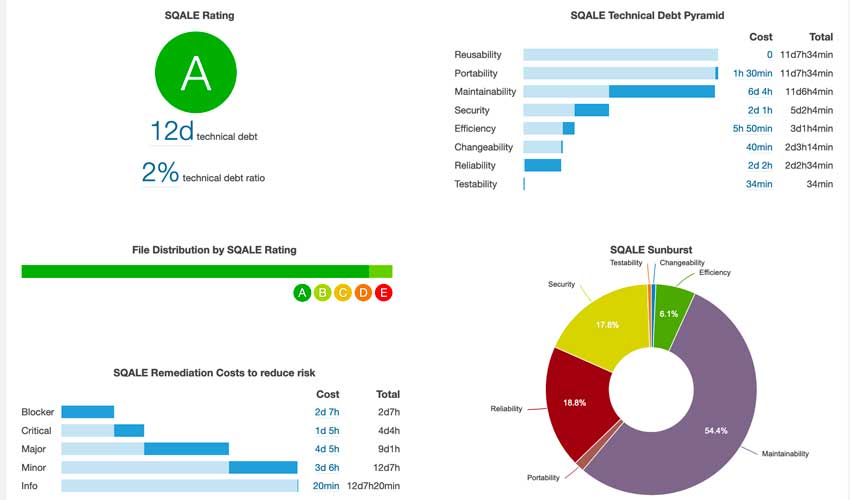 SQALE Rating
A
12d technical debt
2% technical debt ratio
SQALE Technical Debt Pyramid
Cost Total
Reusability 0 11d7h34min
Portability 1h 30min 11d7h34min
Maintainability 6d 4h 11d6h4min
Security 2d 1h 5d2h4min
Efficiency 5h 50min 3d1h4min
Changeability 40min 2d3h14min
Reliability 2d 2h 2d2h34min
Testability 34min 34min
File Distribution by SQALE Rating
A B C D E
SQALE Sunburst
Testability Changeability
Efficiency
Security
6.1%
17.8%
18.8%
Reliability
54.4%
Maintainability
Portability
SQALE Remediation Costs to reduce risk
Cost Total
Blocker 2d 7h 2d7h
Critical 1d 5h 4d4h
Major 4d 5h 9d1h
Minor 3d 6h 12d7h
Info 20min 12d7h20min